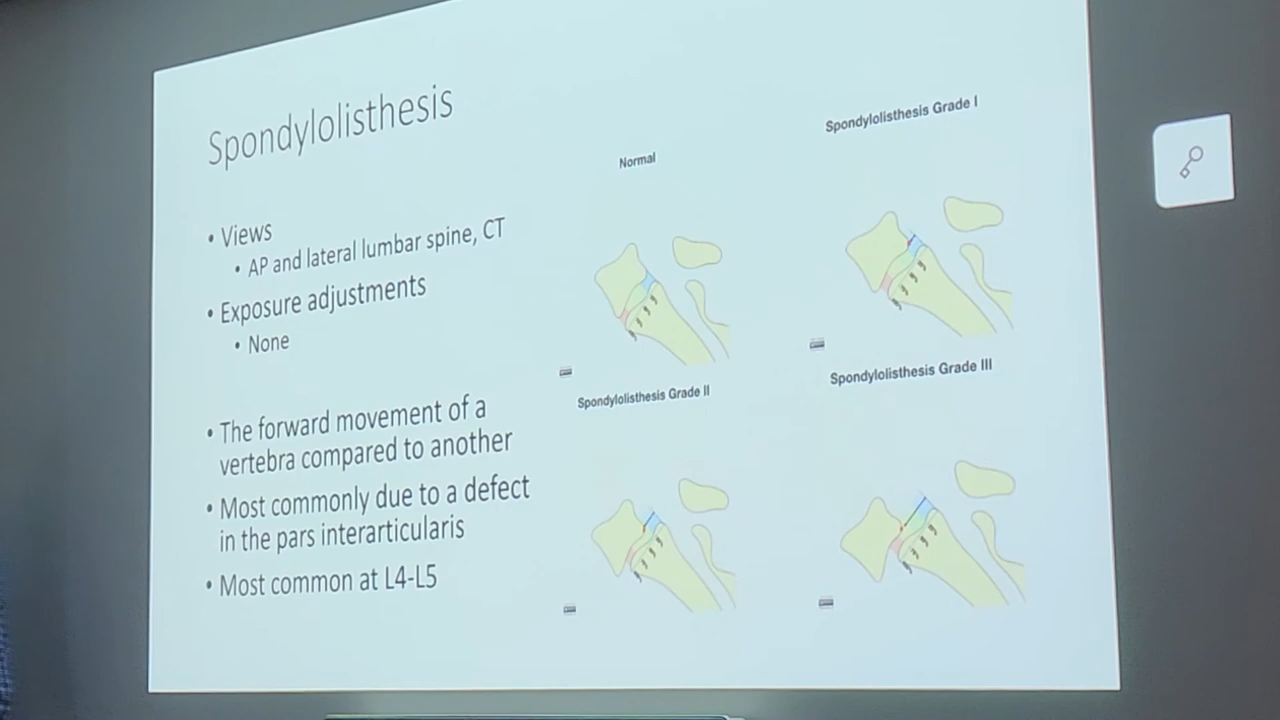 Spondylolisthesis
• Views
• AP and lateral lumbar spine, CT
• Exposure adjustments
• None
• The forward movement of a
vertebra compared to another
• Most commonly due to a defect
in the pars interarticularis
• Most common at L4-L5
Normal
Spondylolisthesis Grade I
Spondylolisthesis Grade II
Spondylolisthesis Grade III